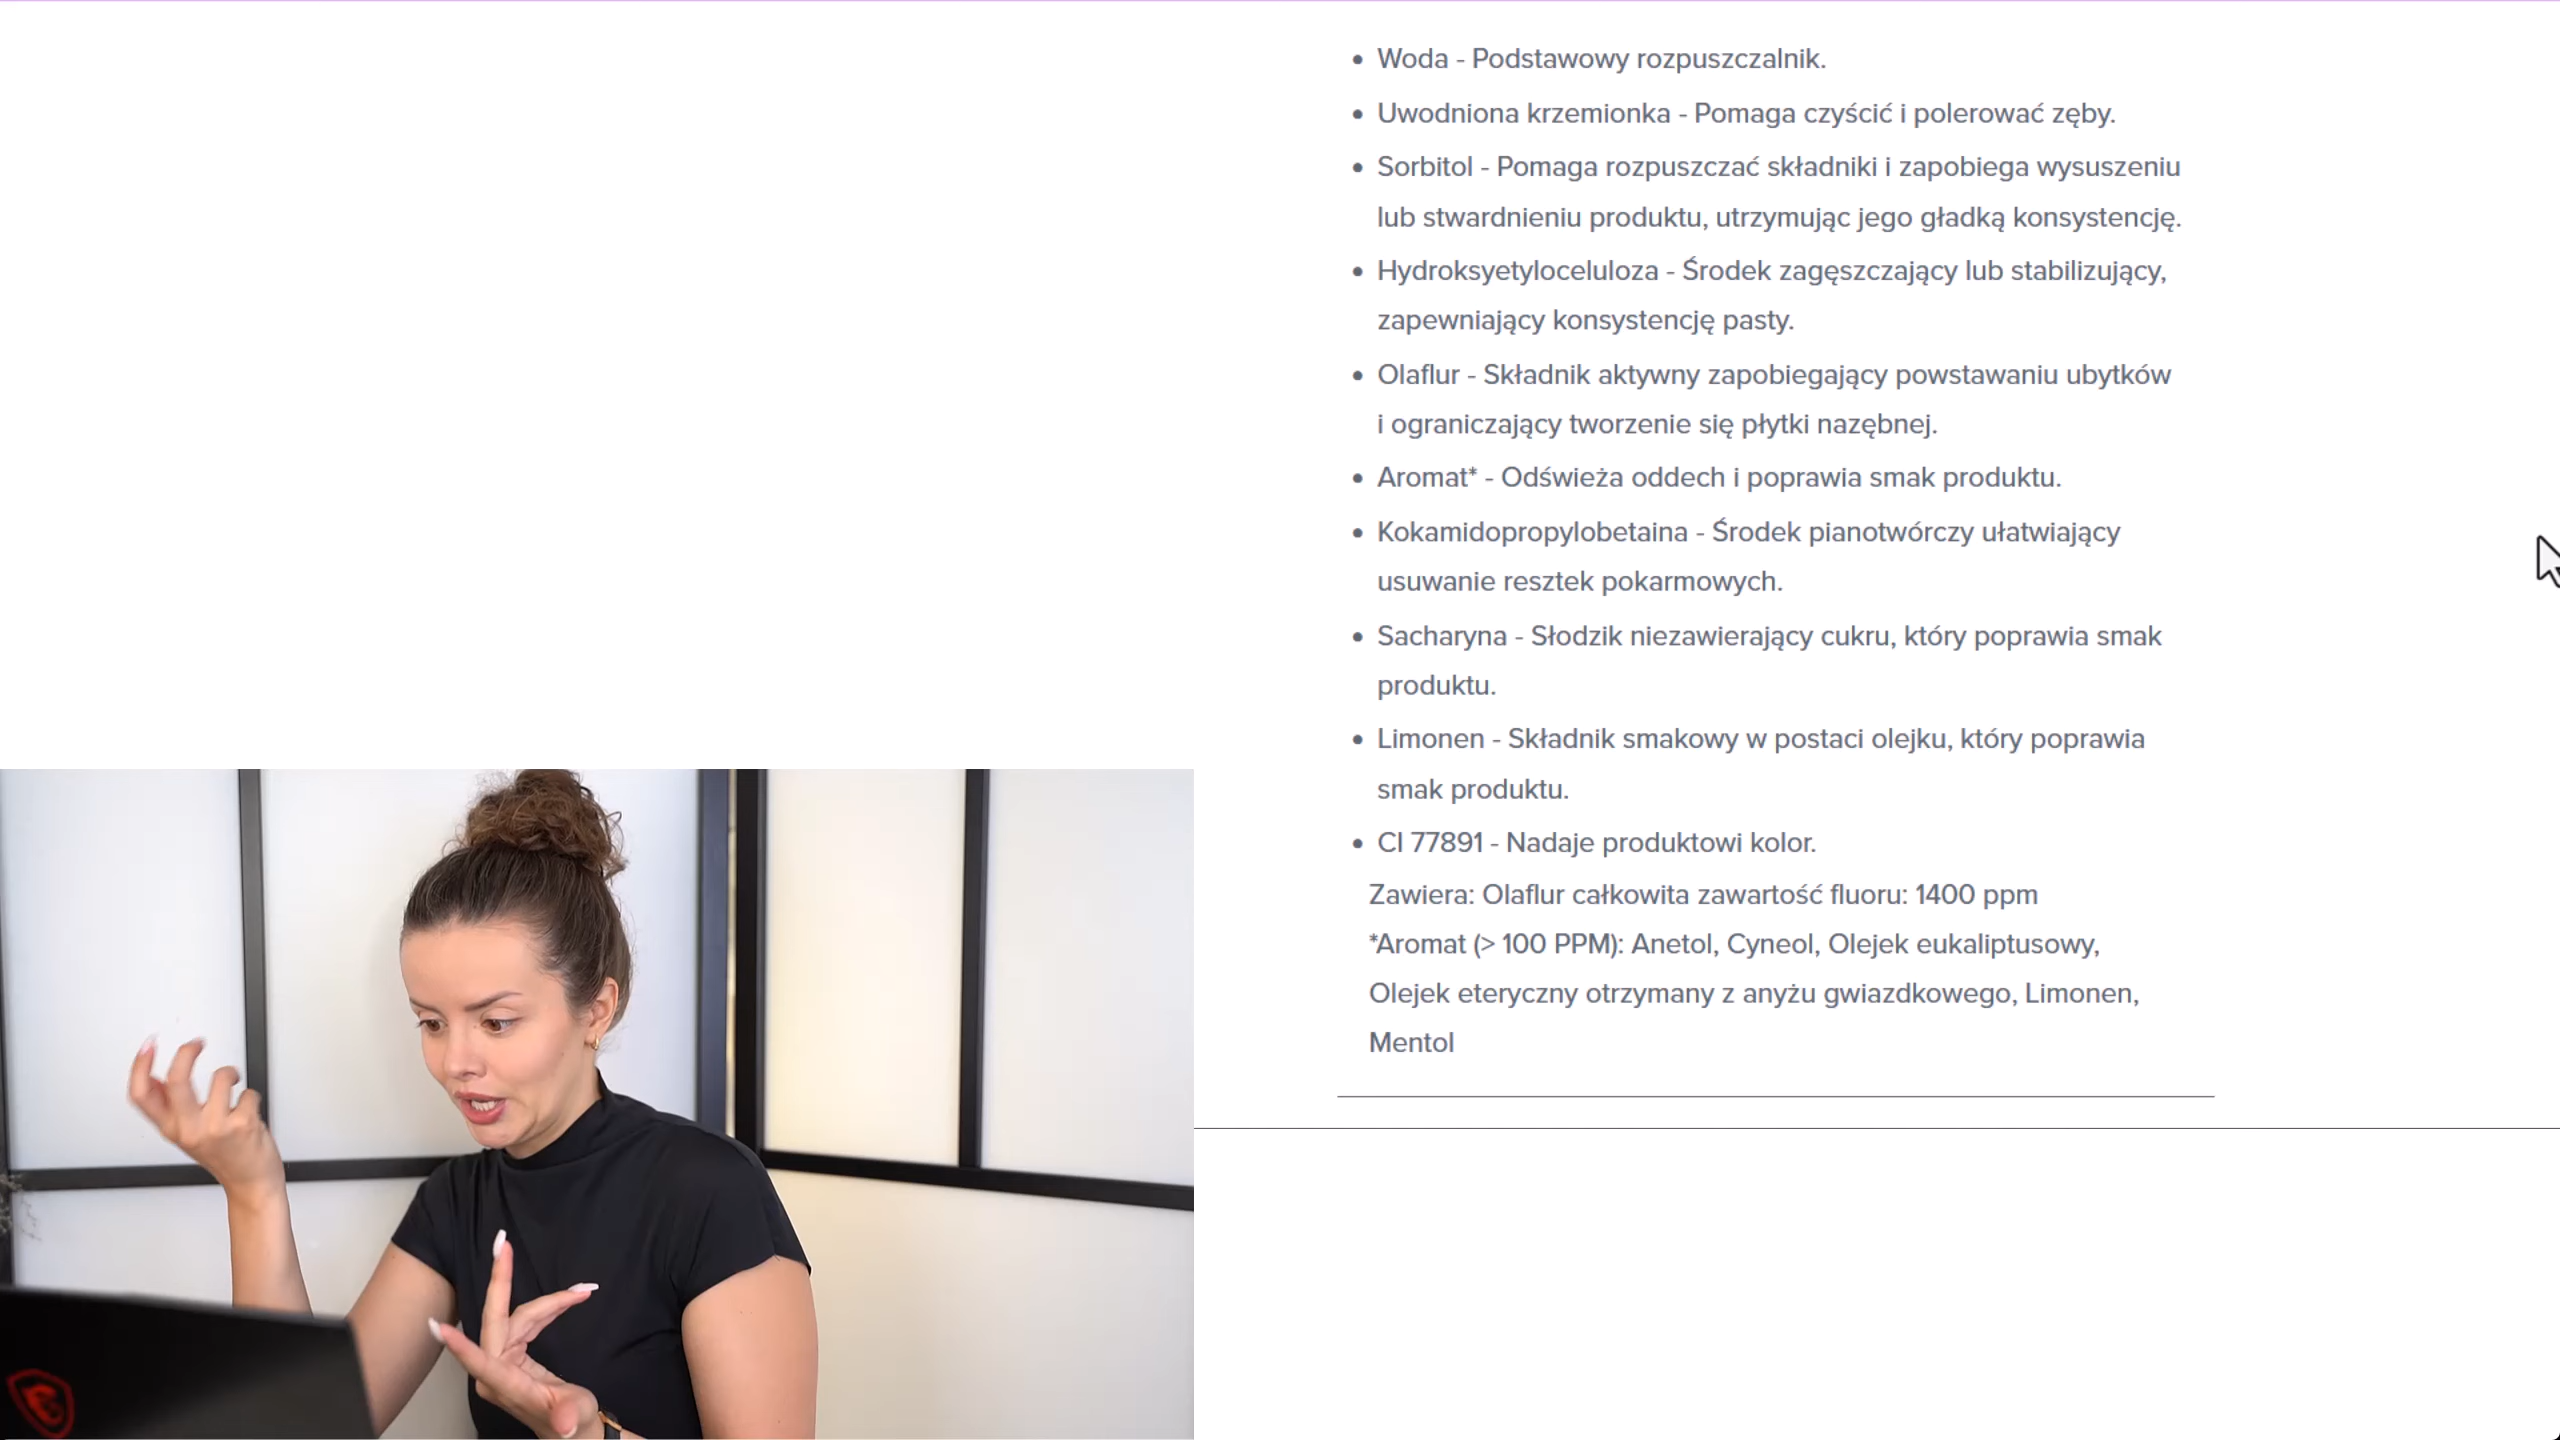 Woda - Podstawowy rozpuszczalnik.
Uwodniona krzemionka - Pomaga czyścić i polerować zęby.
Sorbitol - Pomaga rozpuszczać składniki i zapobiega wysuszeniu
lub stwardnieniu produktu, utrzymując jego gładką konsystencję.
Hydroksyetyloceluloza - Środek zagęszczający lub stabilizujący,
zapewniający konsystencję pasty.
Olaflur - Składnik aktywny zapobiegający powstawaniu ubytków
i ograniczający tworzenie się płytki nazębnej.
Aromat* - Odświeża oddech i poprawia smak produktu.
Kokamidopropylobetaina - Środek pianotwórczy ułatwiający
usuwanie resztek pokarmowych.
Sacharyna - Słodzik niezawierający cukru, który poprawia smak
produktu.
Limonen - Składnik smakowy w postaci olejku, który poprawia
smak produktu.
CI 77891 - Nadaje produktowi kolor.
Zawiera: Olaflur całkowita zawartość fluoru: 1400 ppm
*Aromat (> 100 PPM): Anetol, Cyneol, Olejek eukaliptusowy,
Olejek eteryczny otrzymany z anyżu gwiazdkowego, Limonen,
Mentol